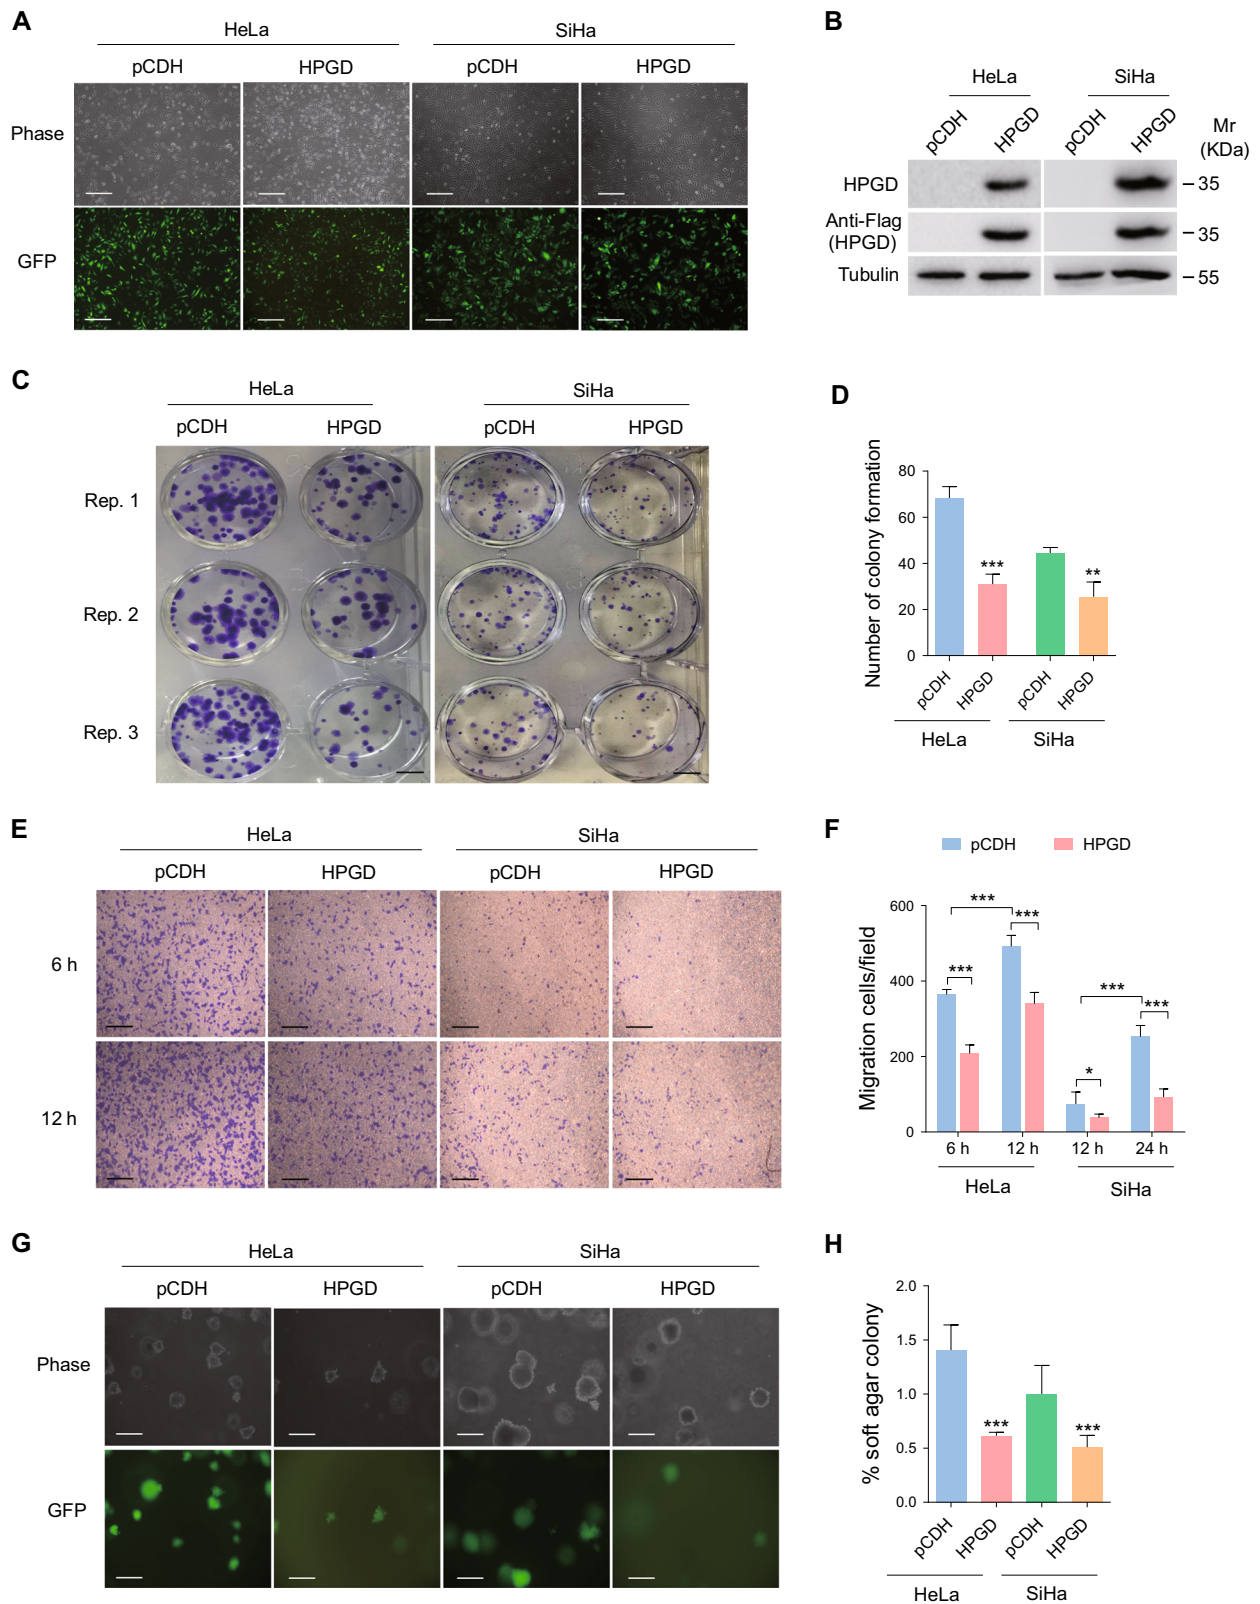 A
HeLa
SiHa
pCDH
HPGD
pCDH
HPGD
Phase
GFP
B
HeLa
SiHa
pCDH
HPGD
pCDH
HPGD
Mr
(KDa)
HPGD
35
Anti-Flag
(HPGD)
35
Tubulin
55
C
HeLa
SiHa
pCDH
HPGD
pCDH
HPGD
Rep. 1
Rep. 2
Rep. 3
D
Number of colony formation
80
60
40
20
0
***
**
pCDH
HPGD
pCDH
HPGD
HeLa
SiHa
E
HeLa
SiHa
pCDH
HPGD
pCDH
HPGD
6 h
12 h
F
pCDH
HPGD
Migration cells/field
600
400
200
0
***
***
***
***
***
*
6 h
12 h
12 h
24 h
HeLa
SiHa
G
HeLa
SiHa
pCDH
HPGD
pCDH
HPGD
Phase
GFP
H
% soft agar colony
2.0
1.5
1.0
0.5
0.0
***
***
pCDH
HPGD
pCDH
HPGD
HeLa
SiHa